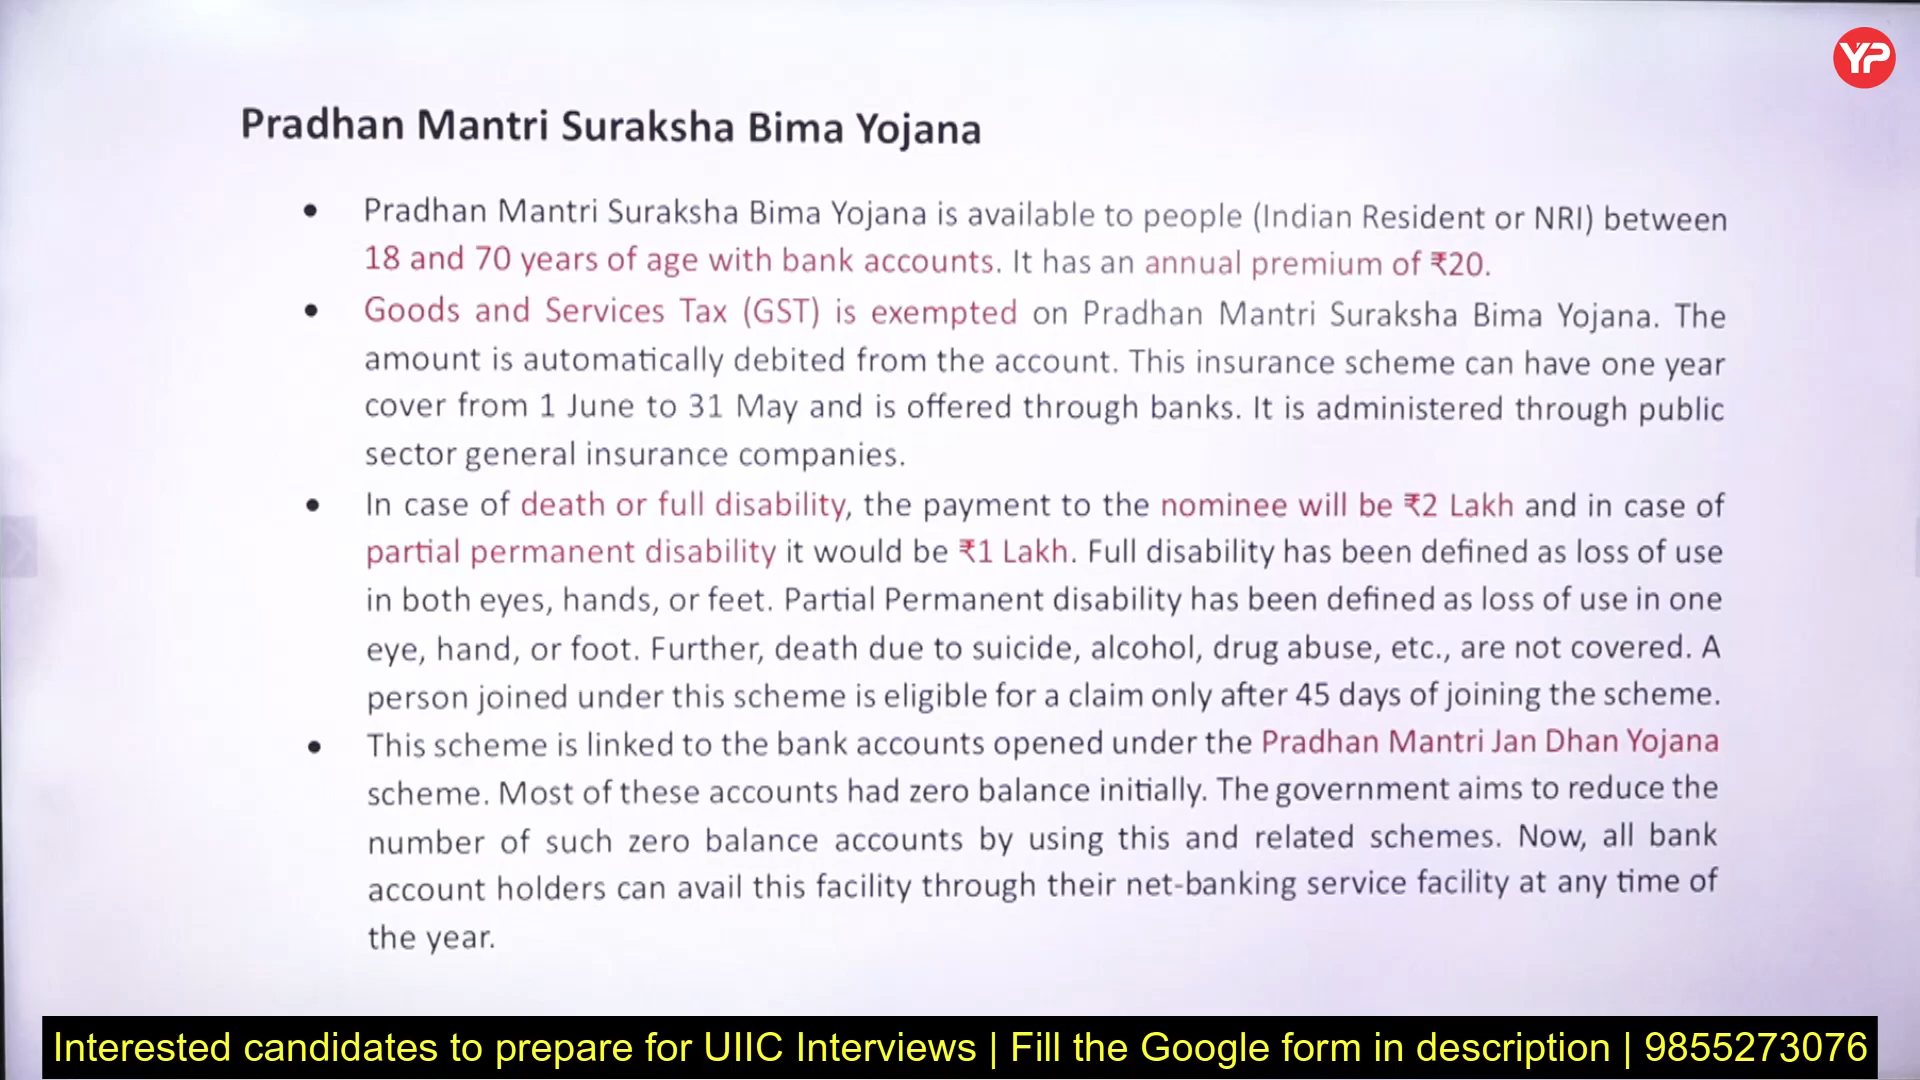 YP
Pradhan Mantri Suraksha Bima Yojana
• Pradhan Mantri Suraksha Bima Yojana is available to people (Indian Resident or NRI) between
18 and 70 years of age with bank accounts. It has an annual premium of ₹20.
• Goods and Services Tax (GST) is exempted on Pradhan Mantri Suraksha Bima Yojana. The
amount is automatically debited from the account. This insurance scheme can have one year
cover from 1 June to 31 May and is offered through banks. It is administered through public
sector general insurance companies.
• In case of death or full disability, the payment to the nominee will be ₹2 Lakh and in case of
partial permanent disability it would be ₹1 Lakh. Full disability has been defined as loss of use
in both eyes, hands, or feet. Partial Permanent disability has been defined as loss of use in one
eye, hand, or foot. Further, death due to suicide, alcohol, drug abuse, etc., are not covered. A
person joined under this scheme is eligible for a claim only after 45 days of joining the scheme.
• This scheme is linked to the bank accounts opened under the Pradhan Mantri Jan Dhan Yojana
scheme. Most of these accounts had zero balance initially. The government aims to reduce the
number of such zero balance accounts by using this and related schemes. Now, all bank
account holders can avail this facility through their net-banking service facility at any time of
the year.
Interested candidates to prepare for UIIC Interviews | Fill the Google form in description | 9855273076